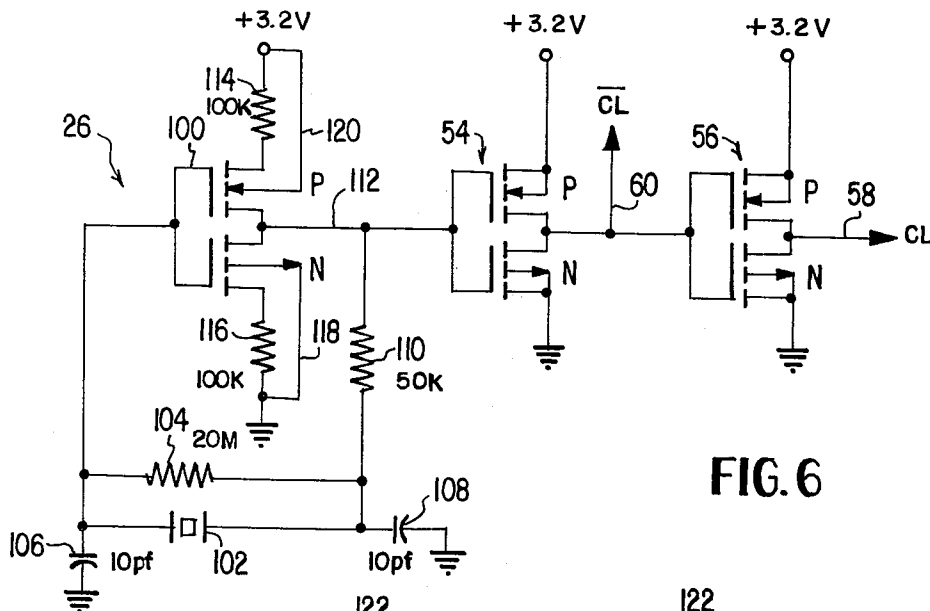 +3.2V
+3.2V
+3.2V
114
100K
120
26
100
54
CL
56
P
112
P
60
P
58
CL
N
N
N
116
118
110
100K
50K
104
20M
108
FIG. 6
106
10pf
102
10pf
122
122